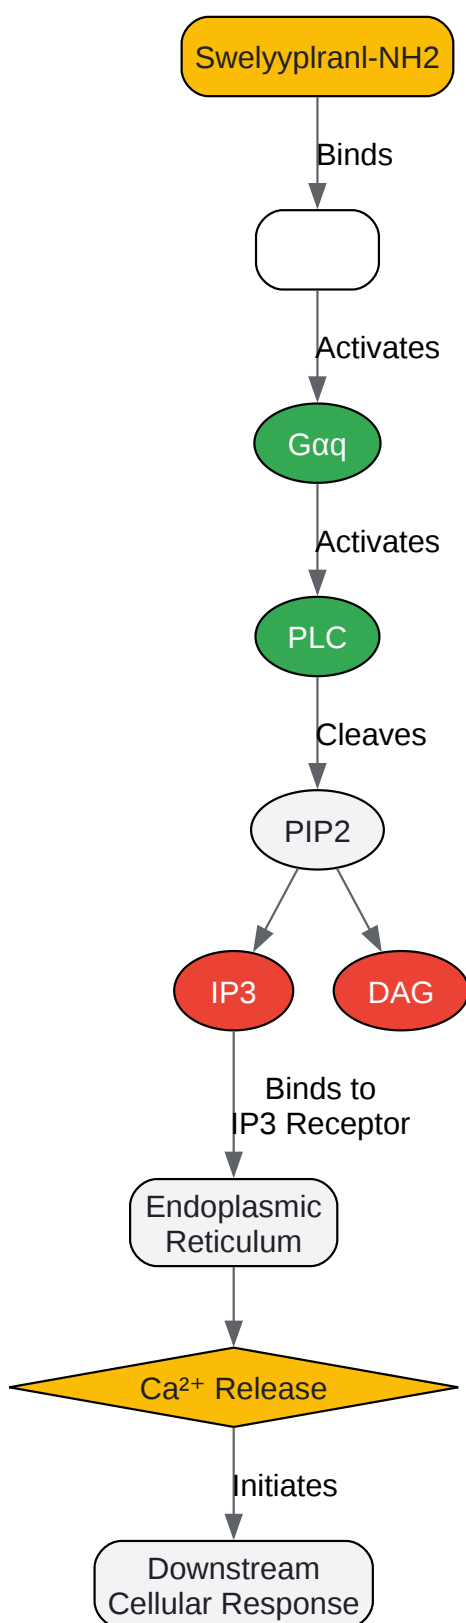 Swelyyplranl-NH2
Binds
Activates
Gαq
Activates
PLC
Cleaves
PIP2
IP3
DAG
Binds to
IP3 Receptor
Endoplasmic
Reticulum
Ca²⁺ Release
Initiates
Downstream
Cellular Response